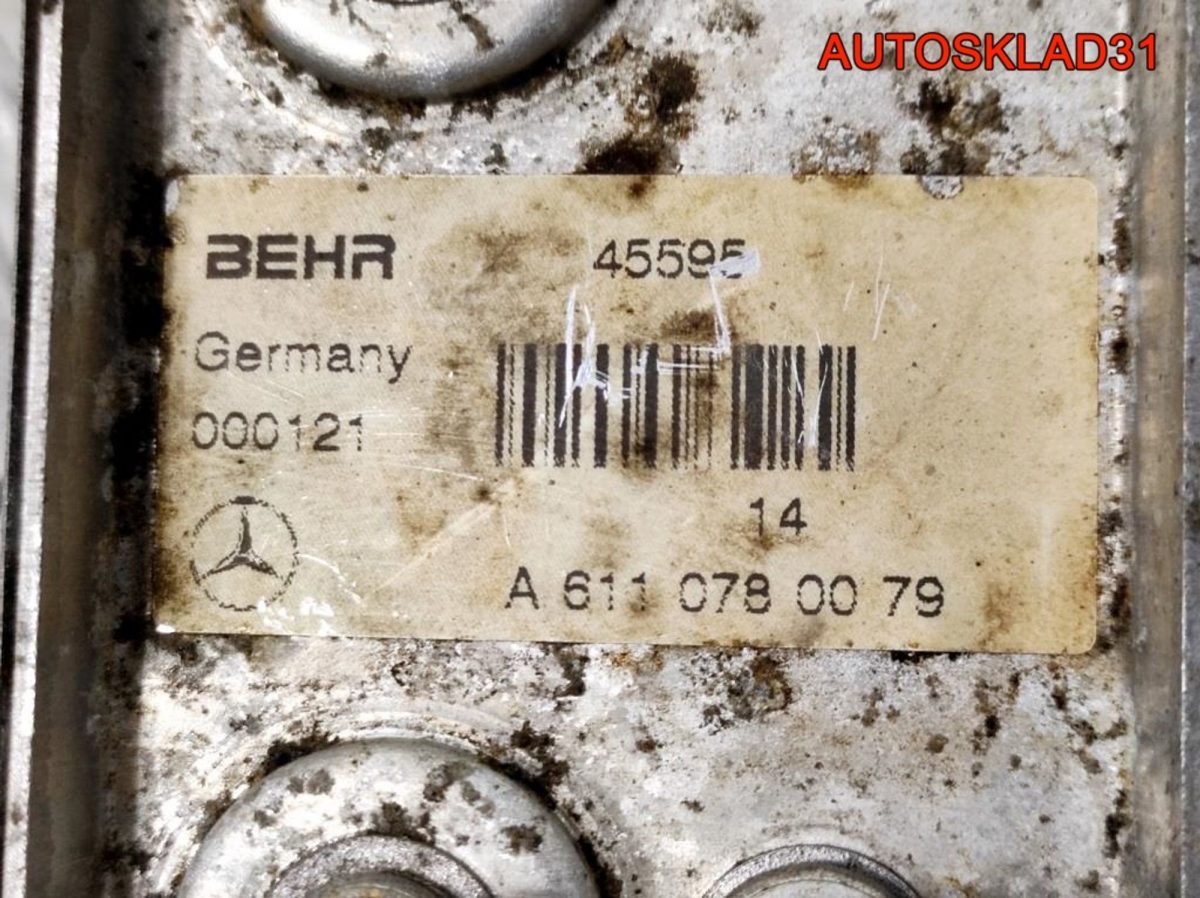 AUTOSKLAD31
BEHR 45595
Germany
000121
14
A 611 078 00 79